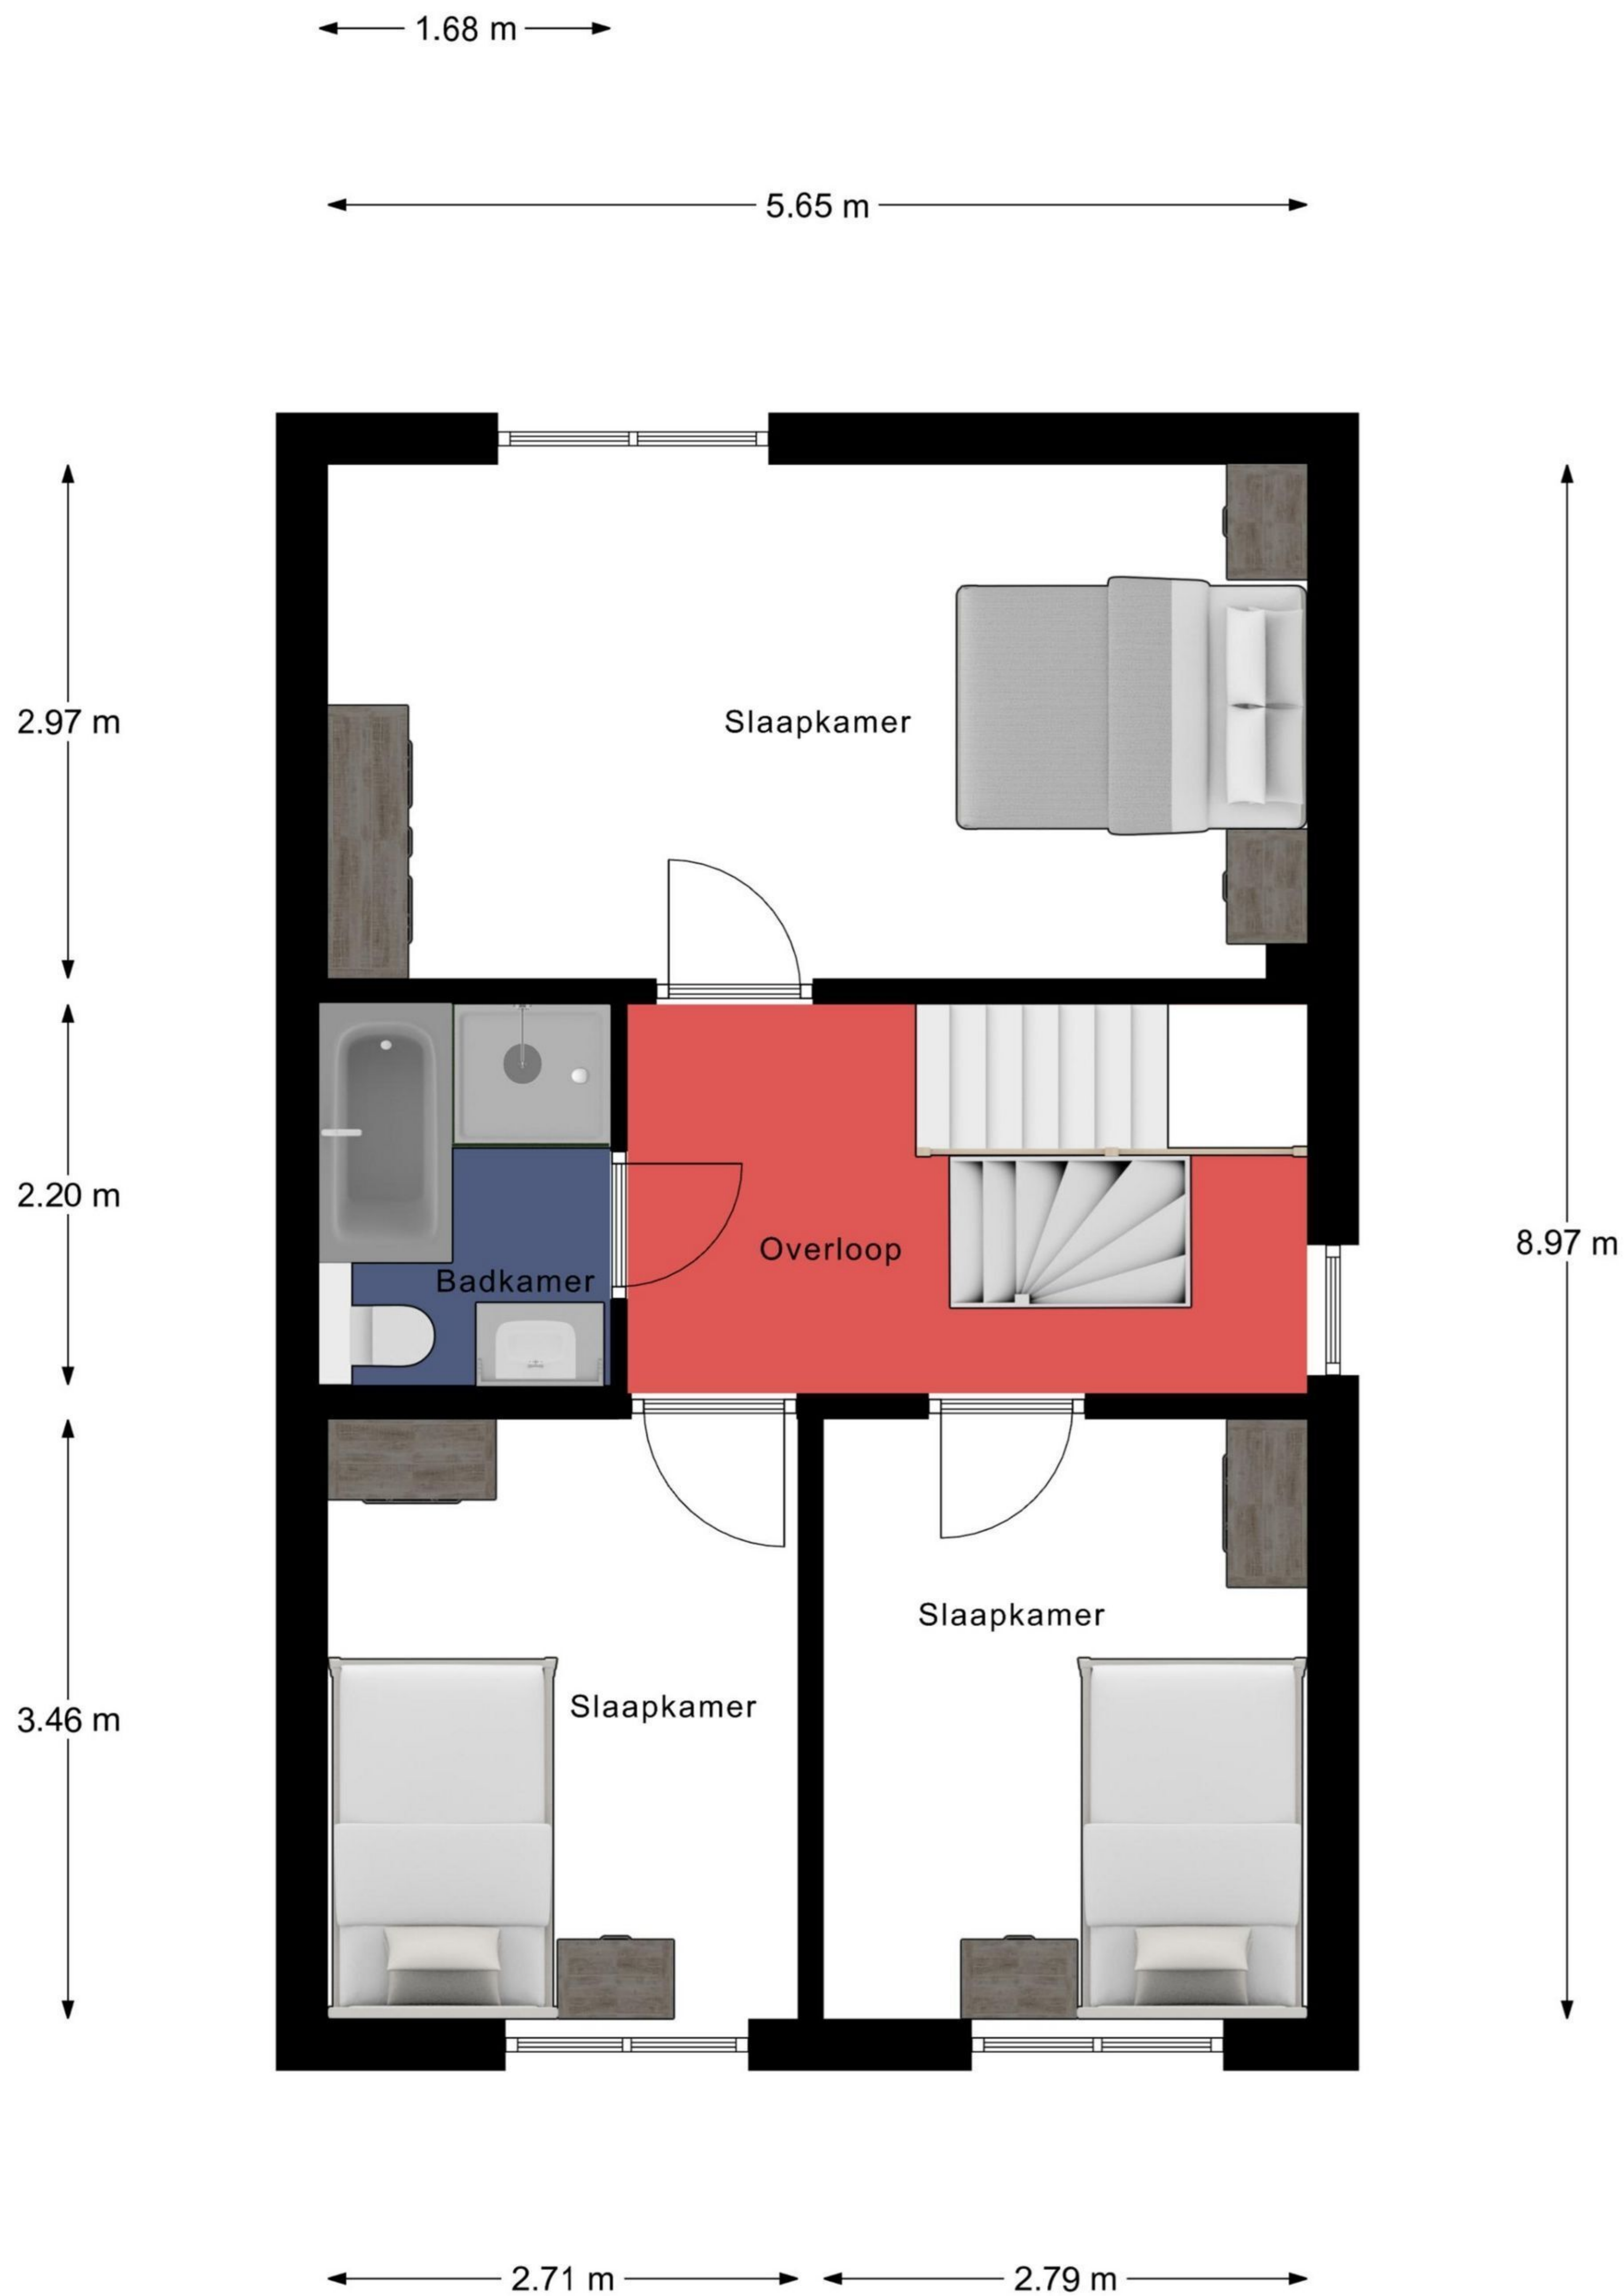 1.68 m
5.65 m
2.97 m
Slaapkamer
2.20 m
8.97 m
Overloop
Badkamer
Slaapkamer
3.46 m
Slaapkamer
2.71 m
2.79 m